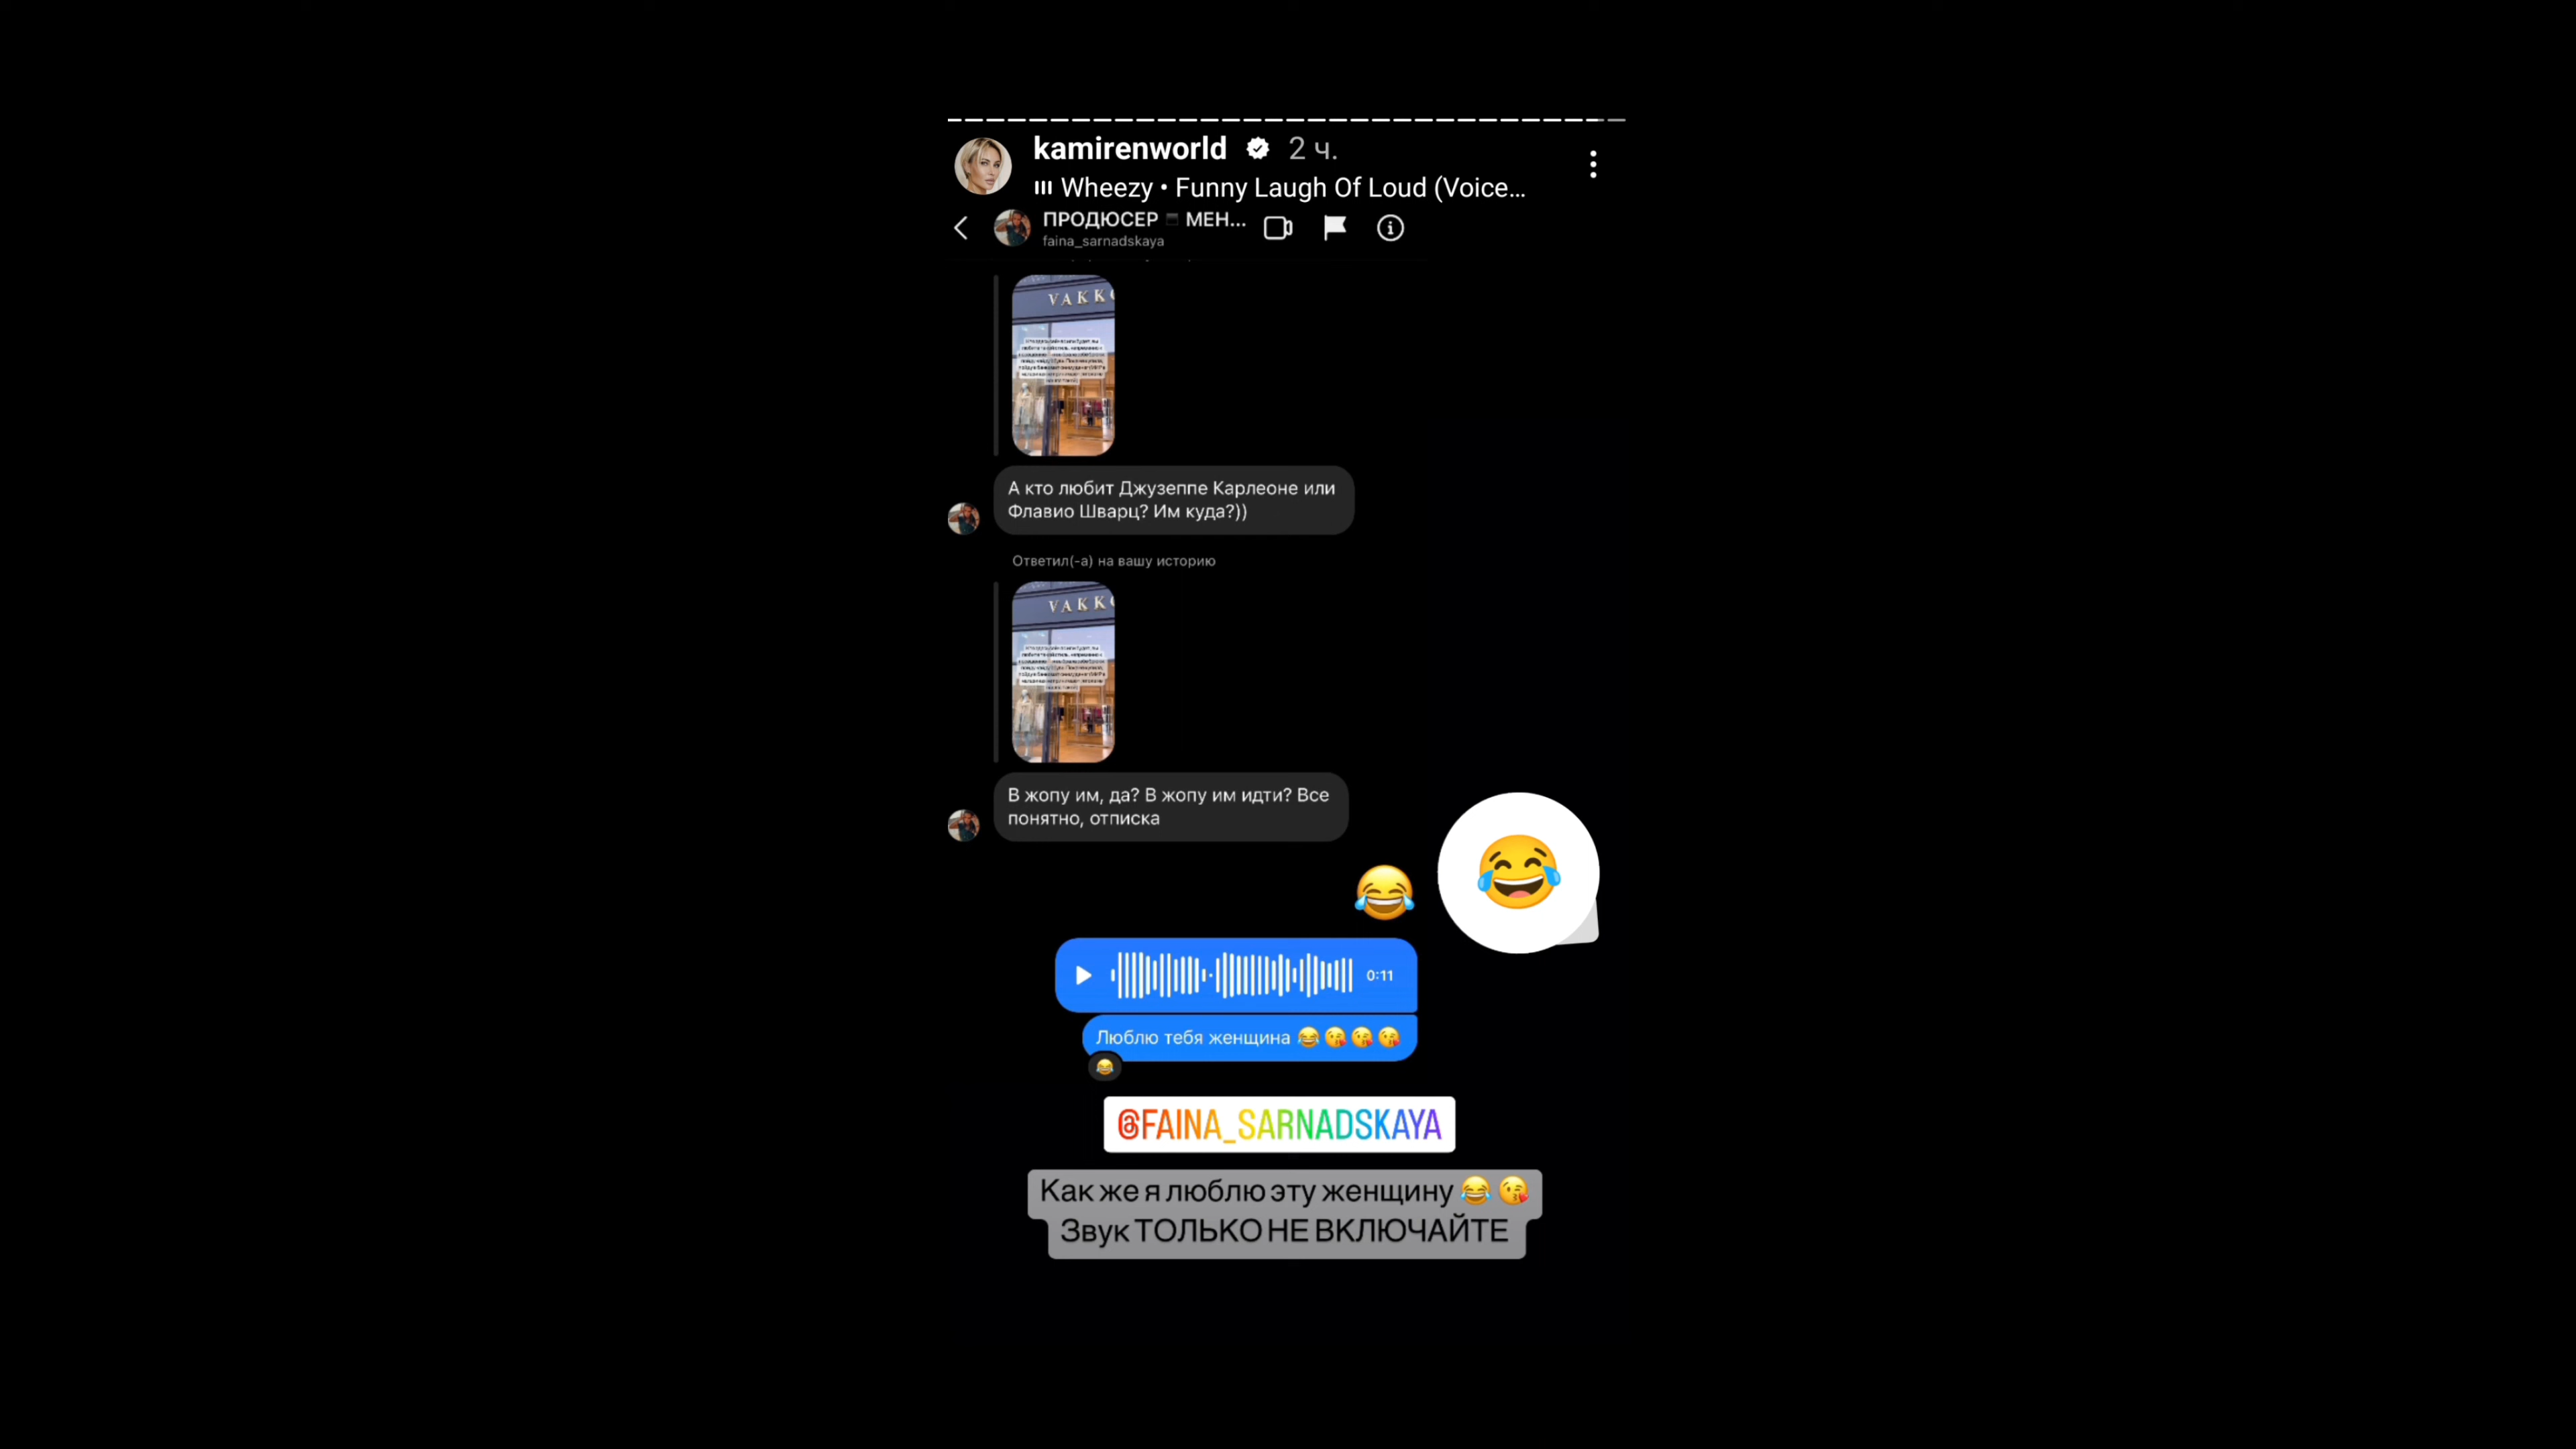 kamirenworld 2 ч.
Wheezy • Funny Laugh Of Loud (Voice...
ПРОДЮСЕР МЕН...
faina_sarnadskaya
VAKKO
А кто любит Джузеппе Карлеоне или
Флавио Шварц? Им куда?))
Ответил(-а) на вашу историю
VAKKO
В жопу им, да? В жопу им идти? Все
понятно, отписка
😂
😂
0:11
Люблю тебя женщина 😂😘😘😘
😂
@FAINA_SARNADSKAYA
Как же я люблю эту женщину 😂😘
Звук ТОЛЬКО НЕ ВКЛЮЧАЙТЕ